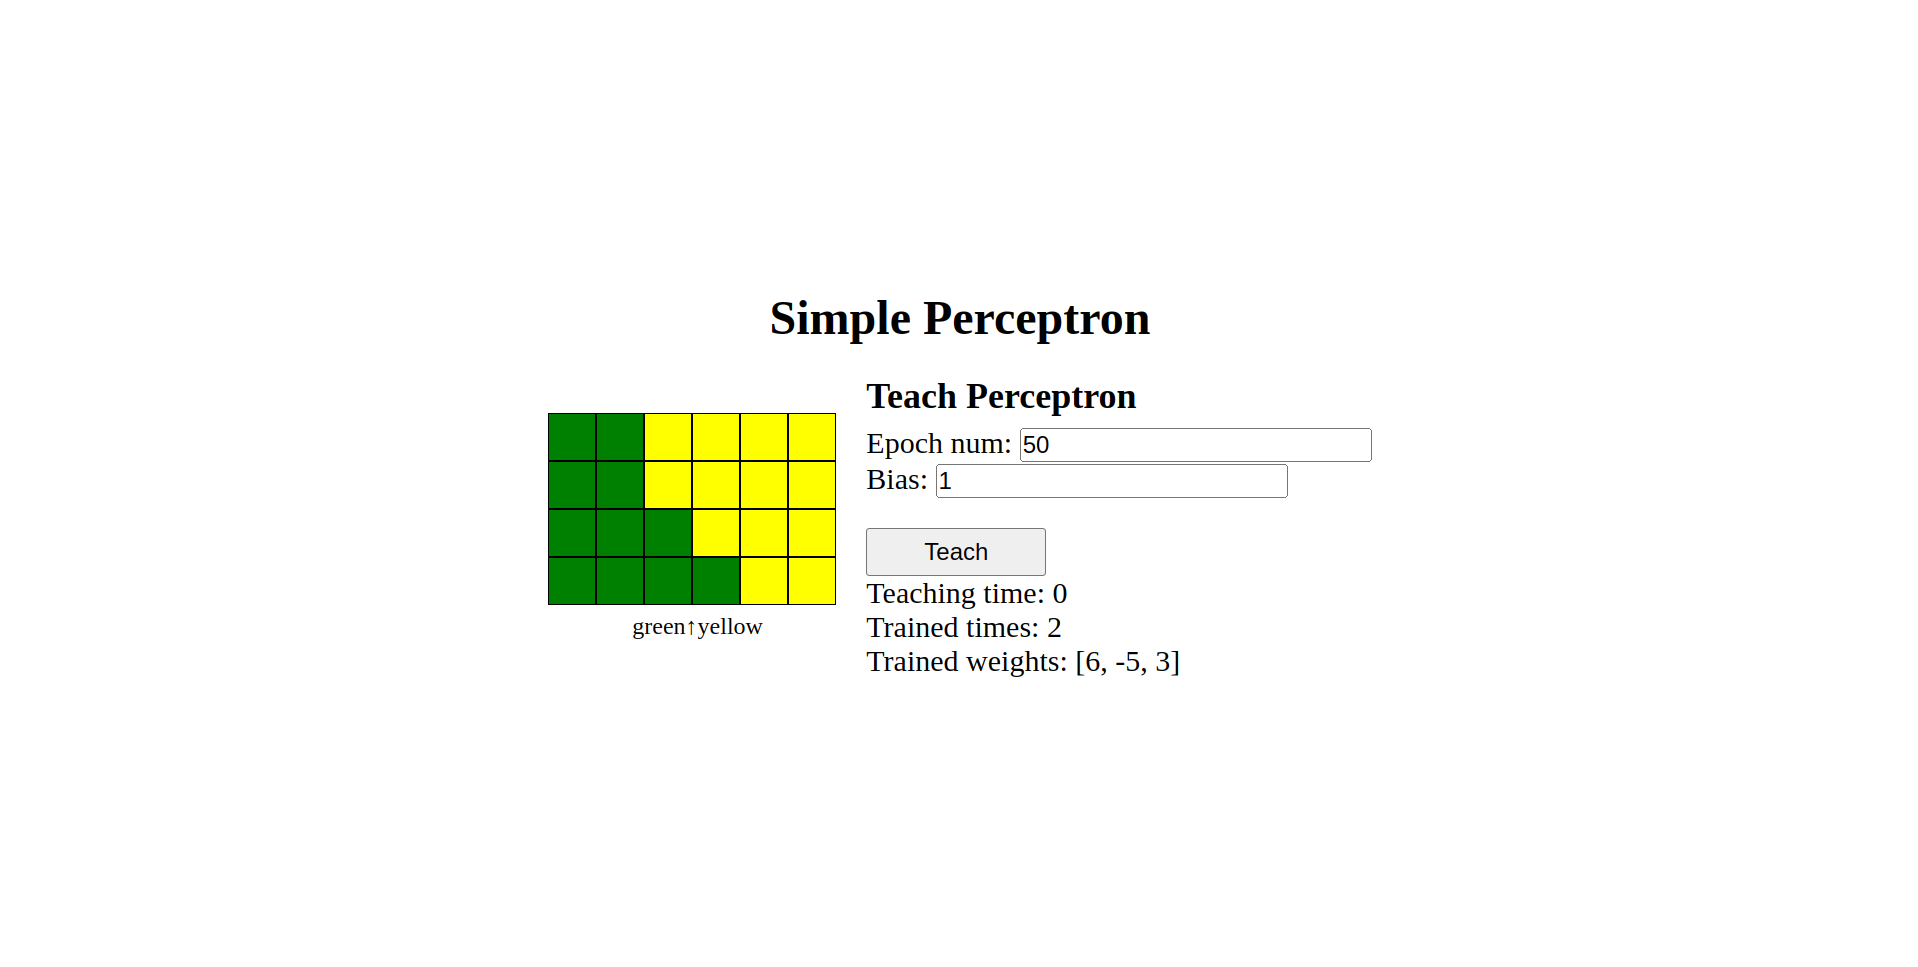 Simple Perceptron
green↑yellow
Teach Perceptron
Epoch num: 50
Bias: 1
Teach
Teaching time: 0
Trained times: 2
Trained weights: [6, -5, 3]